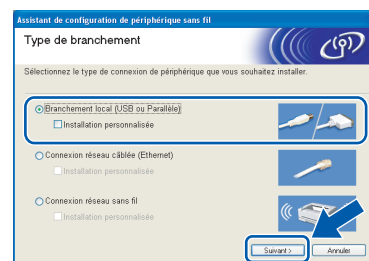 Assistant de configuration de périphérique sans fil
Type de branchement
Sélectionnez le type de connexion de périphérique que vous souhaitez installer.
Branchement local (USB ou Parallèle)
Installation personnalisée
Connexion réseau câblée (Ethernet)
Installation personnalisée
Connexion réseau sans fil
Installation personnalisée
Suivant >
Annuler